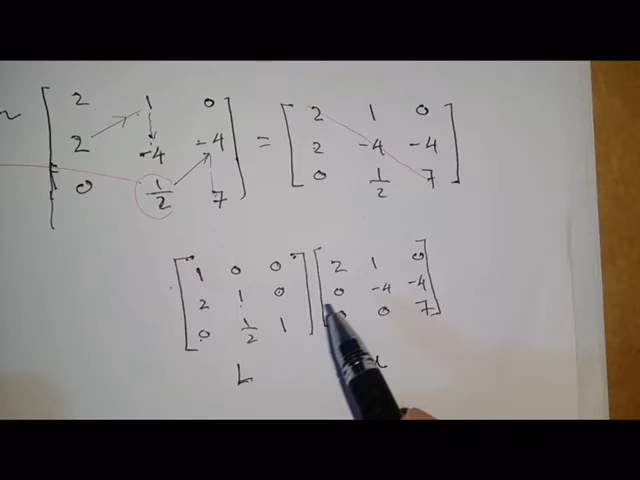 ~ [ 2 1 0 ] = [ 2 1 0 ]
[ 2 -4 -4 ] [ 2 -4 -4 ]
[ 0 1/2 7 ] [ 0 1/2 7 ]
[ 1 0 0 ] [ 2 1 0 ]
[ 2 1 0 ] [ 0 -4 -4 ]
[ 0 1/2 1 ] [ 0 0 7 ]
L